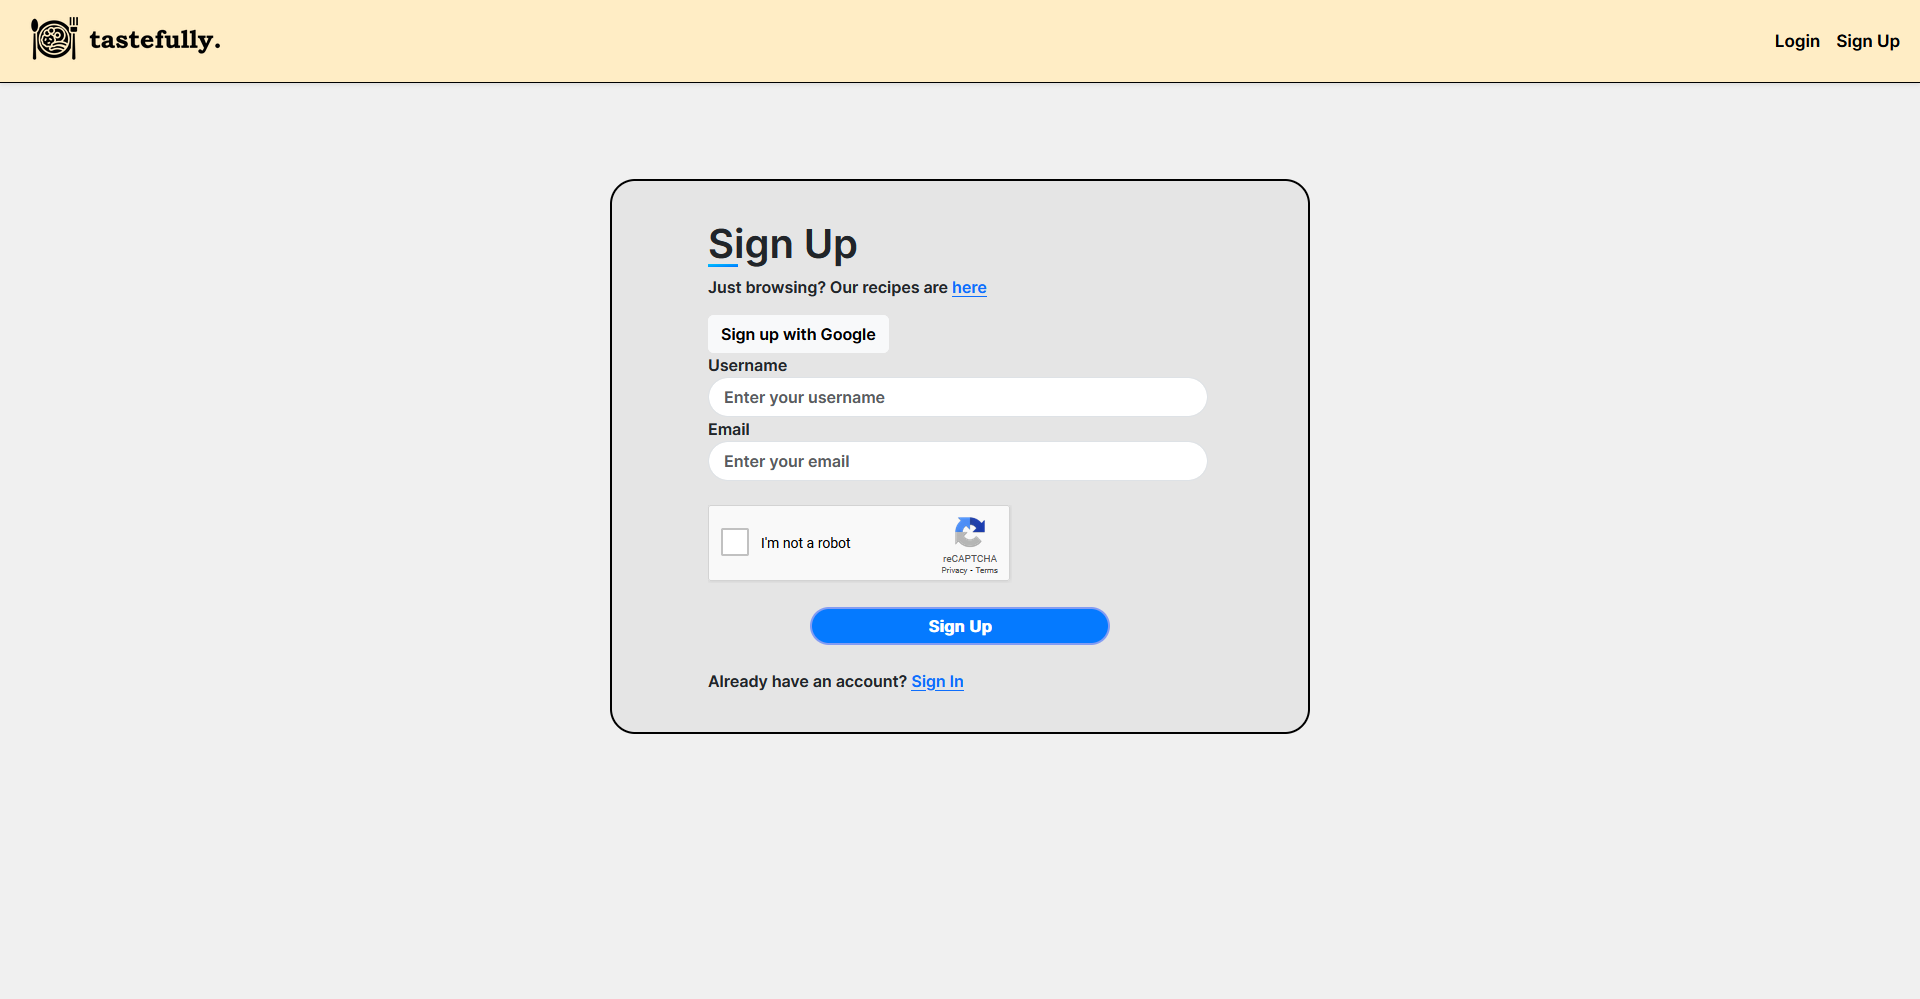 tastefully.
Login Sign Up
Sign Up
Just browsing? Our recipes are here
Sign up with Google
Username
Enter your username
Email
Enter your email
I'm not a robot
reCAPTCHA
Privacy - Terms
Sign Up
Already have an account? Sign In